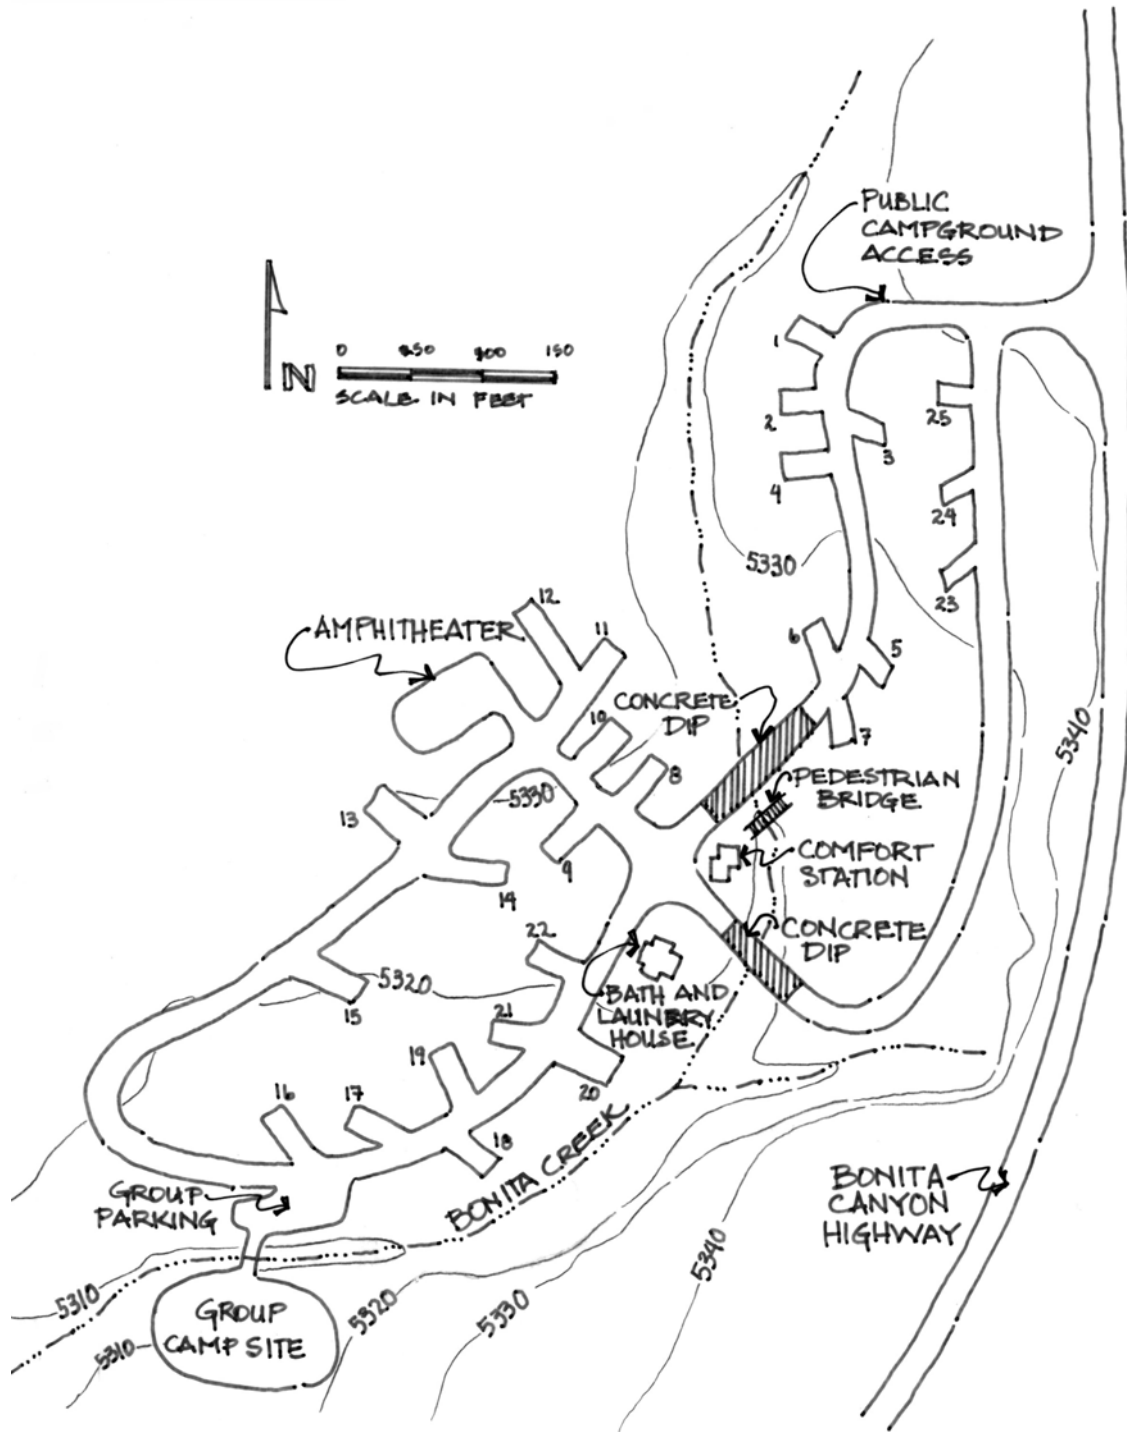 PUBLIC
CAMPGROUND
ACCESS
N
0 50 100 150
SCALE IN FEET
1
2
3
4
25
24
23
5330
12
AMPHITHEATER
11
6
5
CONCRETE
DIP
10
7
8
5340
PEDESTRIAN
BRIDGE
5330
13
9
14
COMFORT
STATION
22
CONCRETE
DIP
5320
15
BATH AND
LAUNDRY
HOUSE
21
19
20
16
17
18
BONITA CREEK
GROUP
PARKING
BONITA
CANYON
HIGHWAY
5340
5310
GROUP
CAMP SITE
5320
5330
5310